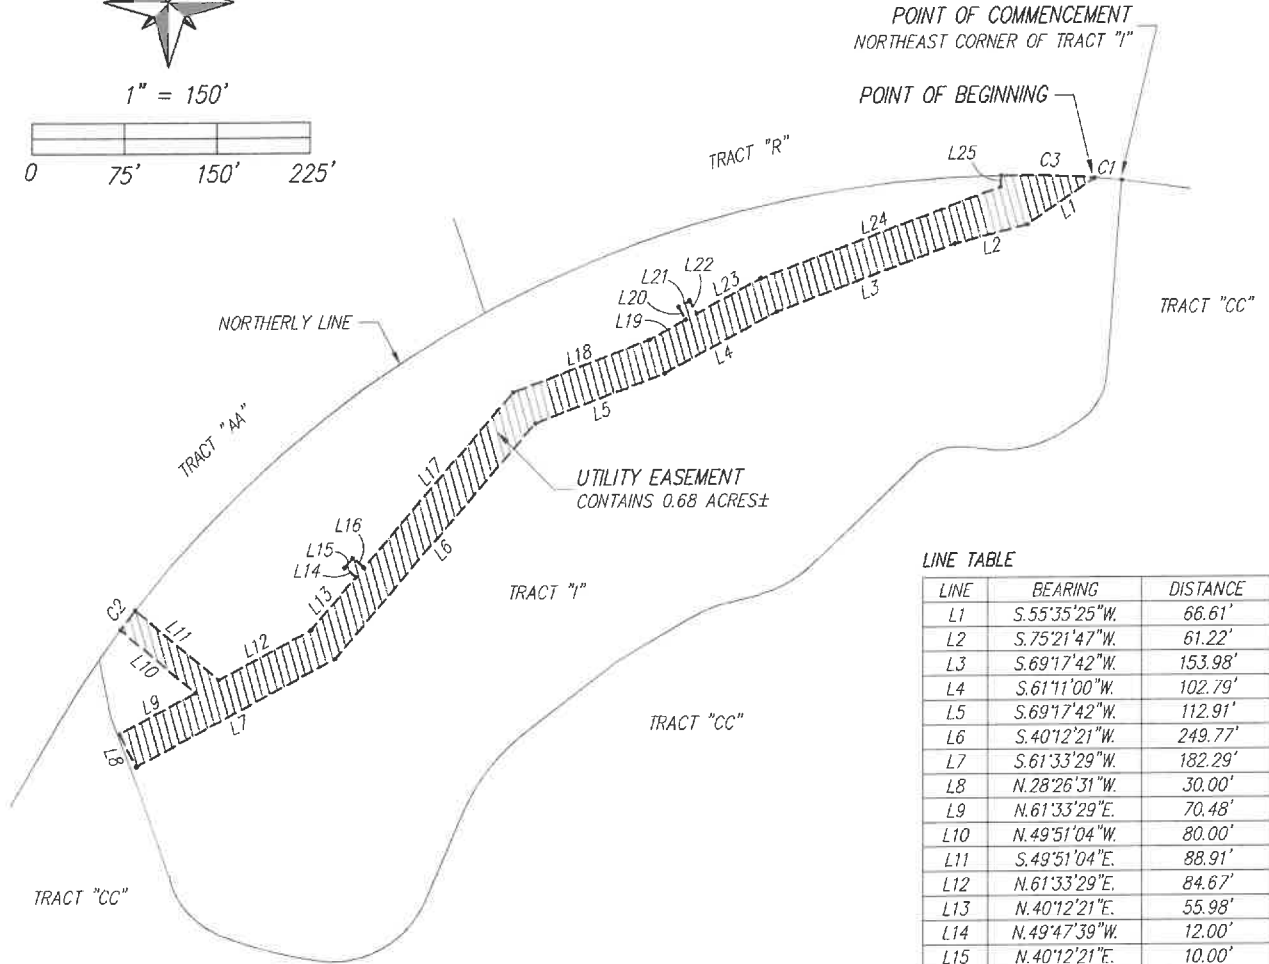 POINT OF COMMENCEMENT
NORTHEAST CORNER OF TRACT "I"
1" = 150'
POINT OF BEGINNING
0 75' 150' 225'
TRACT "R"
L25
C3
C1
L1
L24
L2
L21
L22
L23
L20
L3
L19
TRACT "CC"
NORTHERLY LINE
L18
L4
L5
TRACT "AA"
L17
UTILITY EASEMENT
CONTAINS 0.68 ACRES±
L16
L15
L14
L6
L13
TRACT "I"
C2
L11
L12
L10
L9
L7
L8
TRACT "CC"
TRACT "CC"
LINE TABLE
LINE BEARING DISTANCE
L1 S.55°35'25"W. 66.61'
L2 S.75°21'47"W. 61.22'
L3 S.69°17'42"W. 153.98'
L4 S.61°11'00"W. 102.79'
L5 S.69°17'42"W. 112.91'
L6 S.40°12'21"W. 249.77'
L7 S.61°33'29"W. 182.29'
L8 N.28°26'31"W. 30.00'
L9 N.61°33'29"E. 70.48'
L10 N.49°51'04"W. 80.00'
L11 S.49°51'04"E. 88.91'
L12 N.61°33'29"E. 84.67'
L13 N.40°12'21"E. 55.98'
L14 N.49°47'39"W. 12.00'
L15 N.40°12'21"E. 10.00'